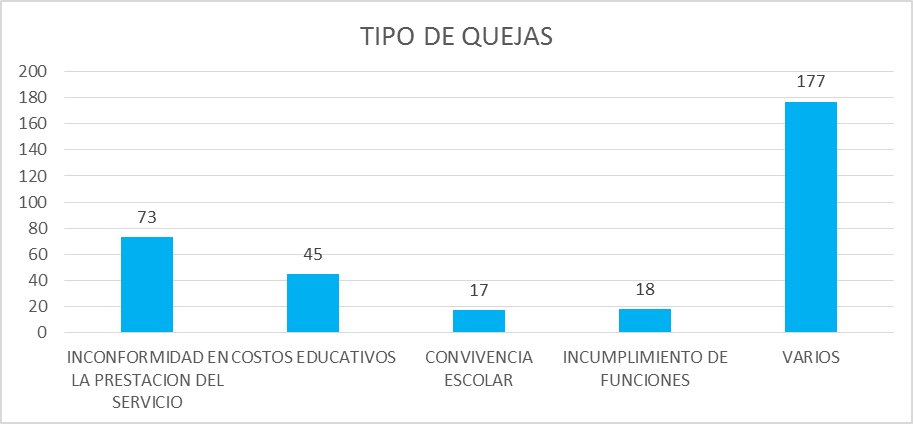 TIPO DE QUEJAS
200
180
160
140
120
100
80
60
40
20
0
73
45
17
18
177
INCONFORMIDAD EN
LA PRESTACION DEL
SERVICIO
COSTOS EDUCATIVOS
CONVIVENCIA
ESCOLAR
INCUMPLIMIENTO DE
FUNCIONES
VARIOS